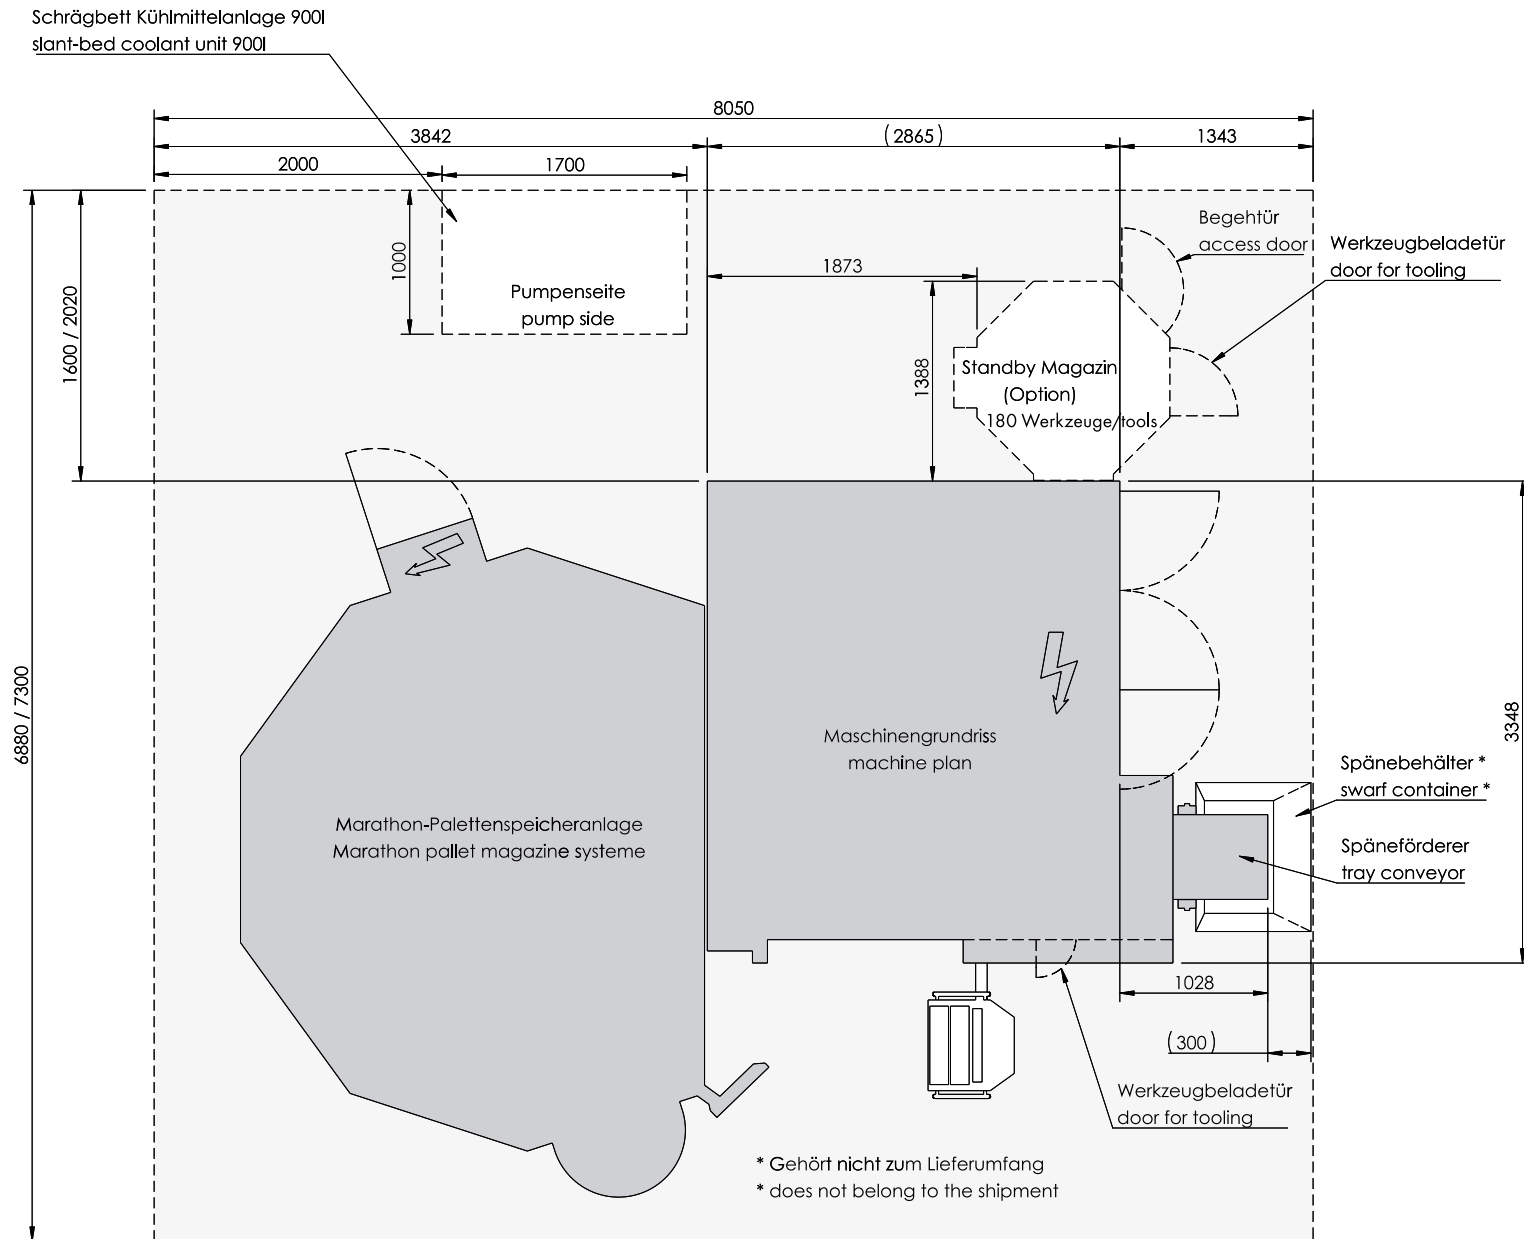 Schrägbett Kühlmittelanlage 900l
slant-bed coolant unit 900l
8050
3842
(2865)
1343
2000
1700
Begehtür
access door
Werkzeugbeladetür
door for tooling
1000
1873
Pumpenseite
pump side
1600 / 2020
1388
Standby Magazin
(Option)
180 Werkzeuge/tools
6880 / 7300
3348
Maschinengrundriss
machine plan
Spänebehälter *
swarf container *
Marathon-Palettenspeicheranlage
Marathon pallet magazine systeme
Späneförderer
tray conveyor
1028
(300)
Werkzeugbeladetür
door for tooling
* Gehört nicht zum Lieferumfang
* does not belong to the shipment